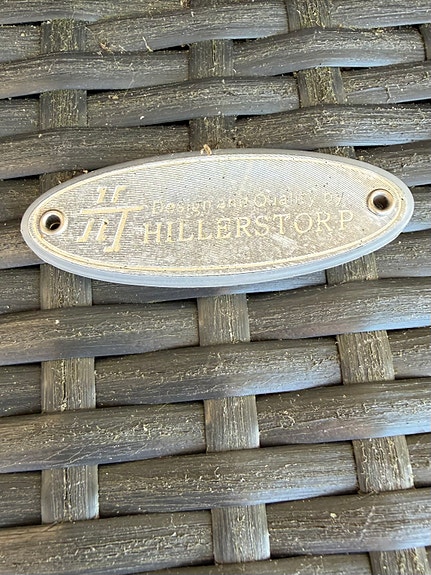 Design and Quality by
HILLERSTORP